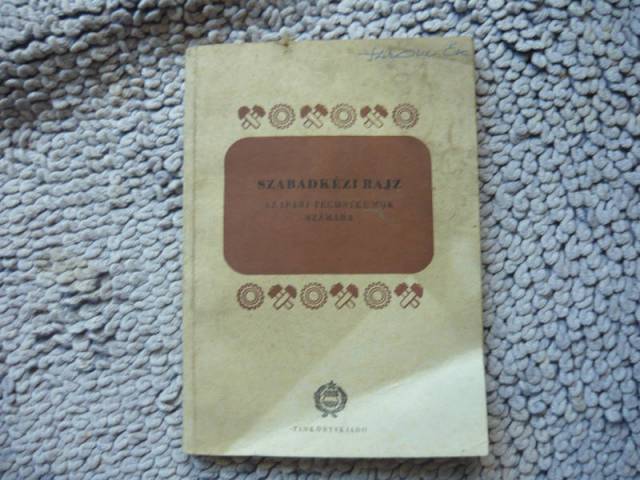 SZABADKÉZI RAJZ
AZ IPARI TECHNIKUMOK
SZÁMÁRA
TANKÖNYVKIADÓ